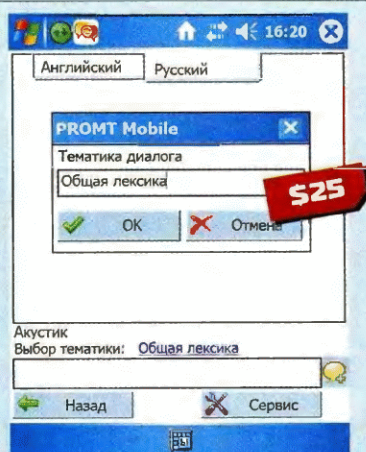 16:20
Английский Русский
PROMT Mobile
Тематика диалога
Общая лексика
$25
OK Отмена
Акустик
Выбор тематики: Общая лексика
Назад Сервис